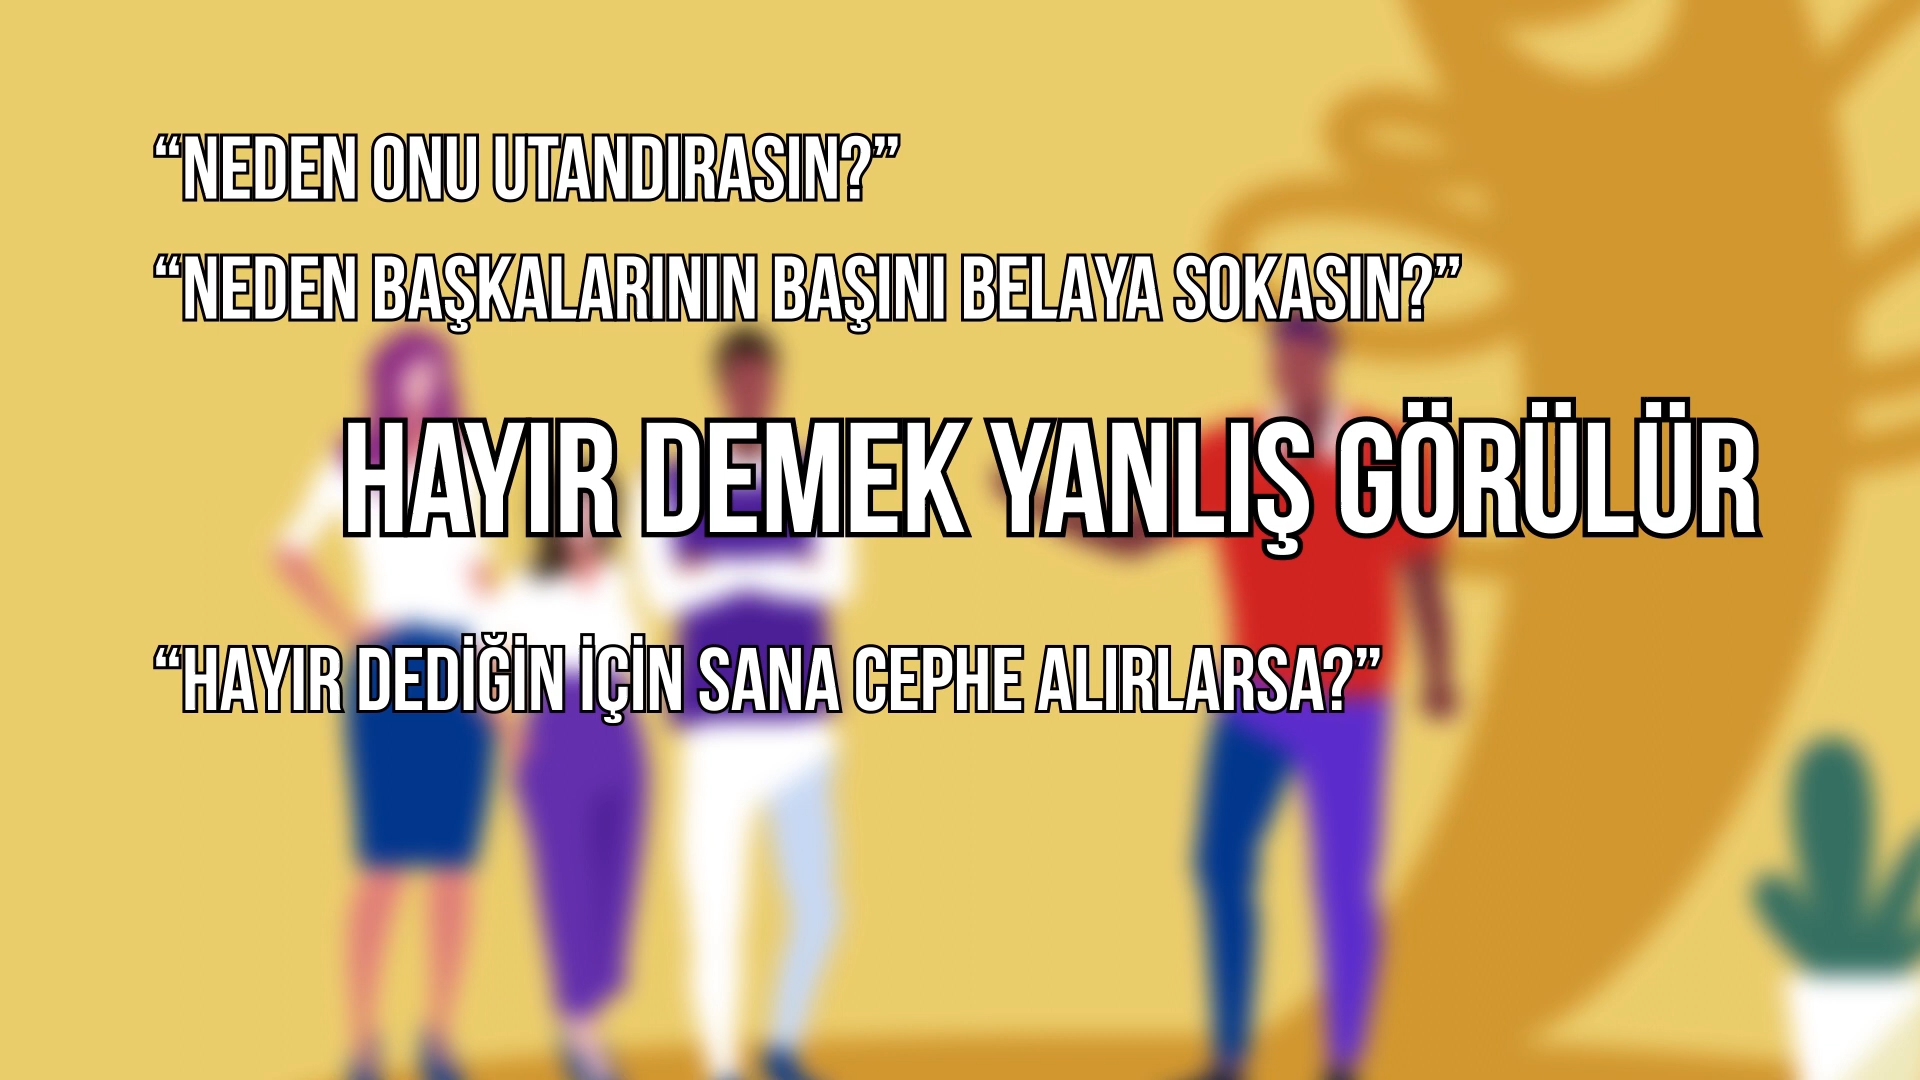 “NEDEN ONU UTANDIRASIN?”
“NEDEN BAŞKALARININ BAŞINI BELAYA SOKASIN?”
HAYIR DEMEK YANLIŞ GÖRÜLÜR
“HAYIR DEDİĞİN İÇİN SANA CEPHE ALIRLARSA?”